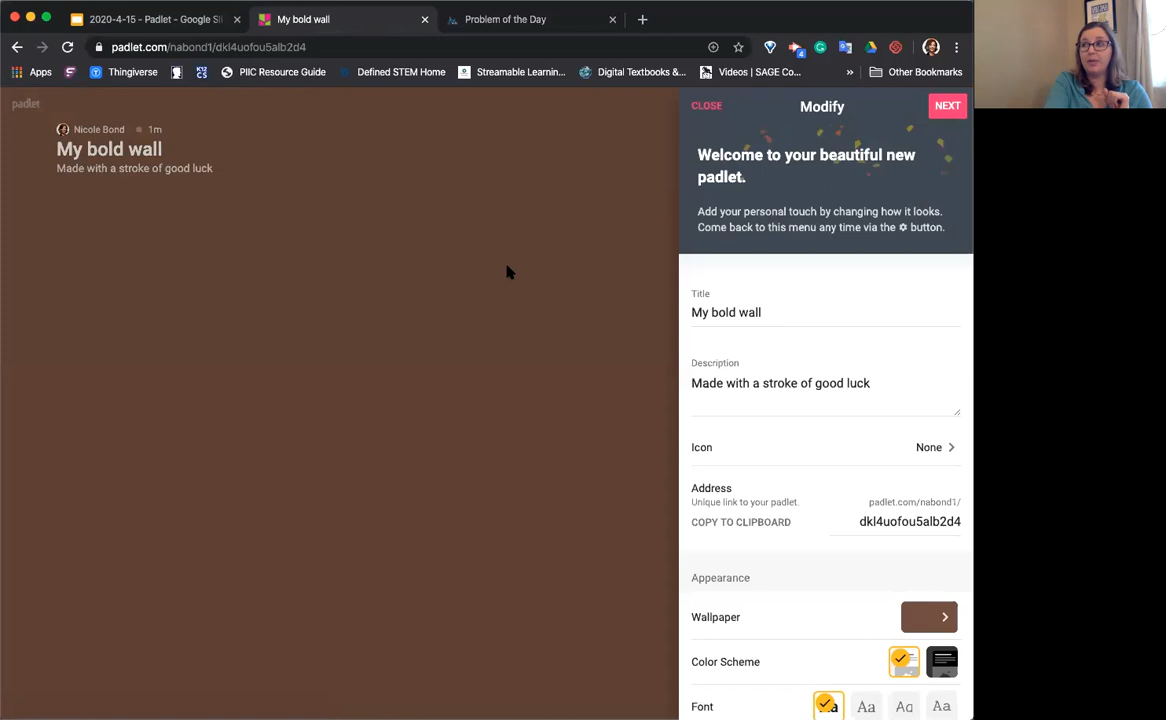 2020-4-15 - Padlet - Google Sli
My bold wall
Problem of the Day
padlet.com/nabond1/dkl4uofou5alb2d4
4
Apps
Thingiverse
PIIC Resource Guide
Defined STEM Home
Streamable Learnin...
Digital Textbooks &...
Videos | SAGE Co...
»
Other Bookmarks
padlet
Nicole Bond
1m
My bold wall
Made with a stroke of good luck
CLOSE
Modify
NEXT
Welcome to your beautiful new
padlet.
Add your personal touch by changing how it looks.
Come back to this menu any time via the ⚙ button.
Title
My bold wall
Description
Made with a stroke of good luck
Icon
None
Address
Unique link to your padlet.
padlet.com/nabond1/
COPY TO CLIPBOARD
dkl4uofou5alb2d4
Appearance
Wallpaper
Color Scheme
Font
Aa
Aa
Aa